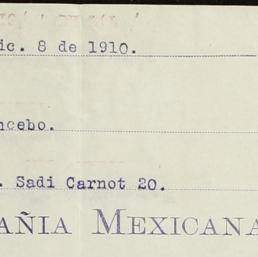 ic. 8 de 1910.
ncebo.
. Sadi Carnot 20.
AÑIA MEXICANA